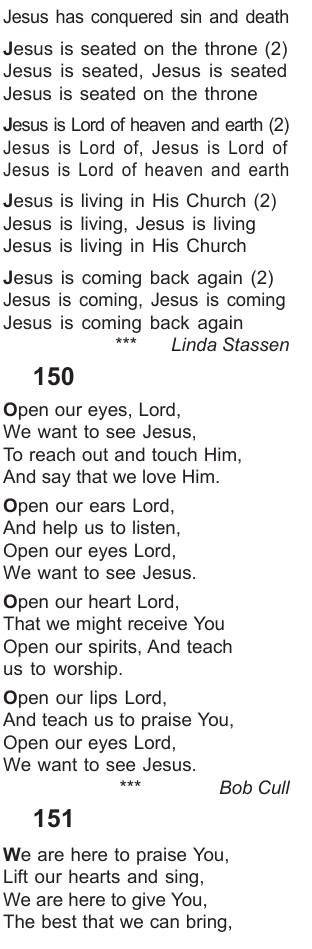 Jesus has conquered sin and death
Jesus is seated on the throne (2)
Jesus is seated, Jesus is seated
Jesus is seated on the throne
Jesus is Lord of heaven and earth (2)
Jesus is Lord of, Jesus is Lord of
Jesus is Lord of heaven and earth
Jesus is living in His Church (2)
Jesus is living, Jesus is living
Jesus is living in His Church
Jesus is coming back again (2)
Jesus is coming, Jesus is coming
Jesus is coming back again
*** Linda Stassen
150
Open our eyes, Lord,
We want to see Jesus,
To reach out and touch Him,
And say that we love Him.
Open our ears Lord,
And help us to listen,
Open our eyes Lord,
We want to see Jesus.
Open our heart Lord,
That we might receive You
Open our spirits, And teach
us to worship.
Open our lips Lord,
And teach us to praise You,
Open our eyes Lord,
We want to see Jesus.
*** Bob Cull
151
We are here to praise You,
Lift our hearts and sing,
We are here to give You,
The best that we can bring,